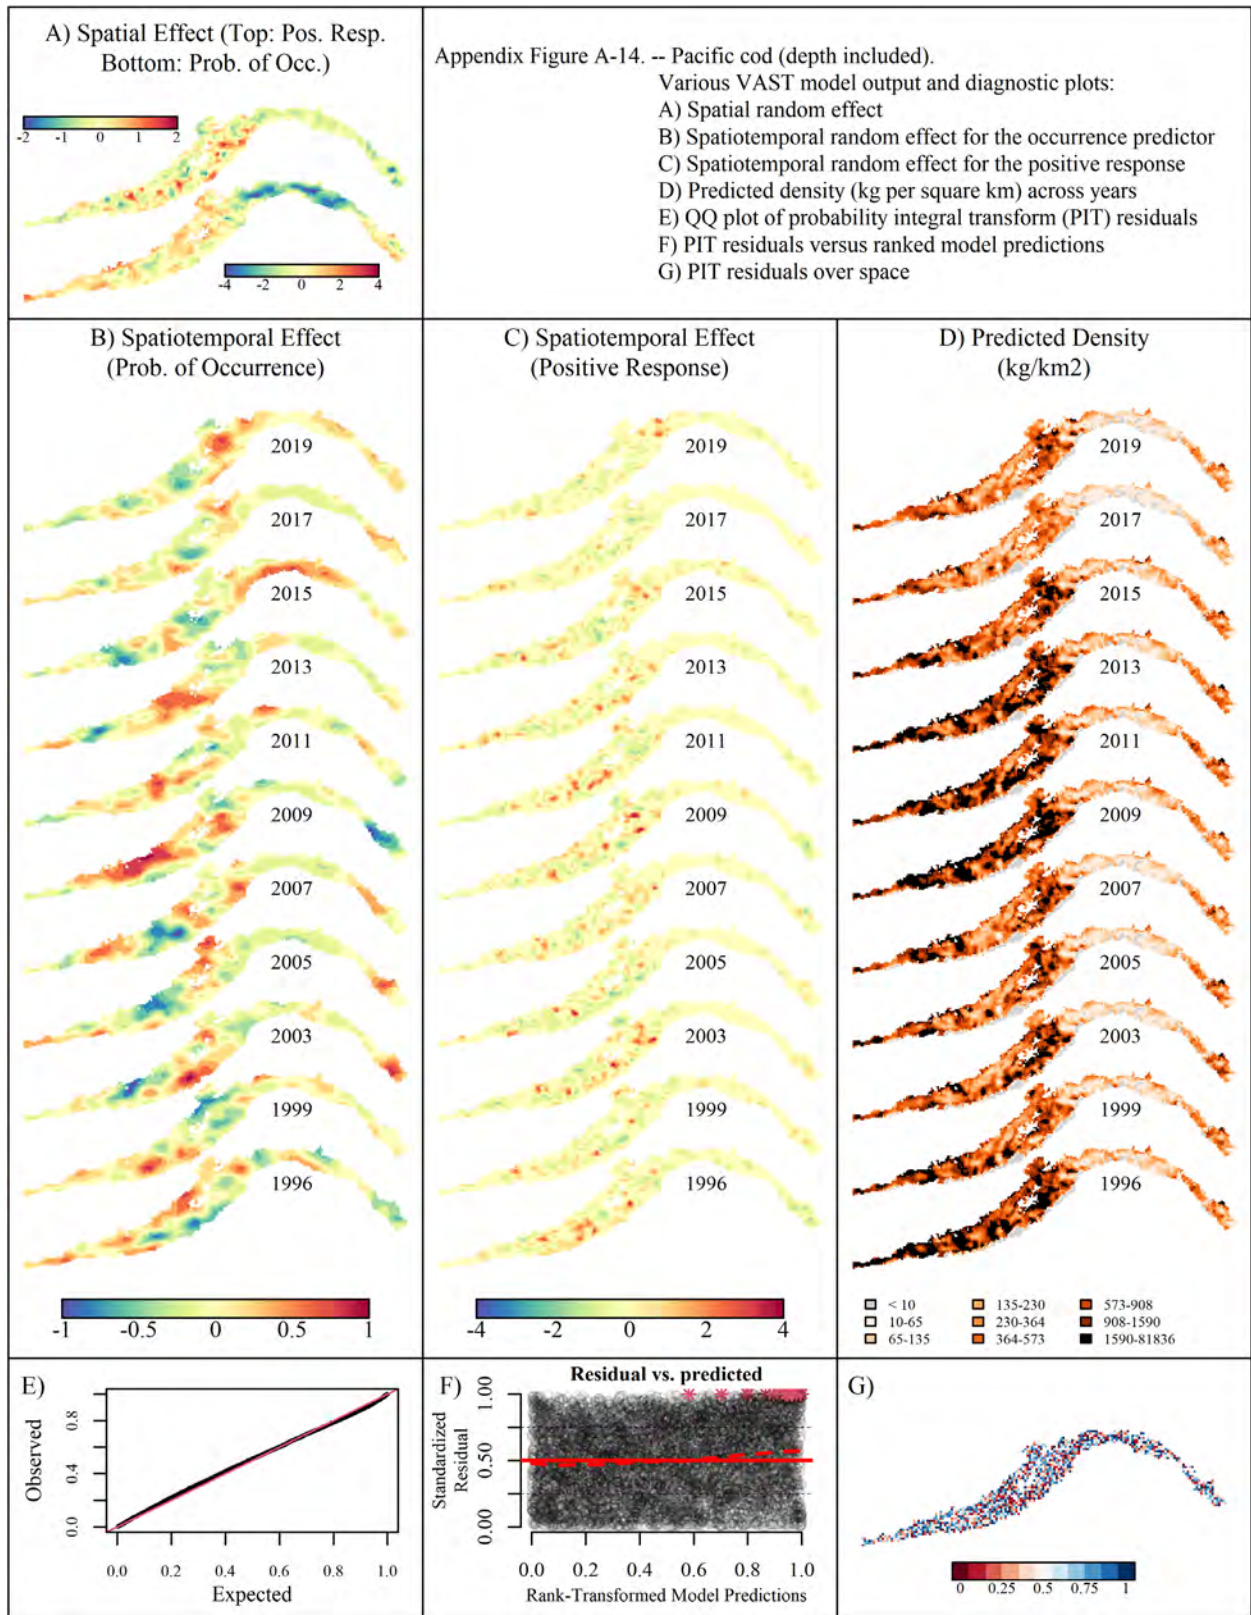 A) Spatial Effect (Top: Pos. Resp.
Bottom: Prob. of Occ.)
-2 -1 0 1 2
-4 -2 0 2 4
Appendix Figure A-14. -- Pacific cod (depth included).
Various VAST model output and diagnostic plots:
A) Spatial random effect
B) Spatiotemporal random effect for the occurrence predictor
C) Spatiotemporal random effect for the positive response
D) Predicted density (kg per square km) across years
E) QQ plot of probability integral transform (PIT) residuals
F) PIT residuals versus ranked model predictions
G) PIT residuals over space
B) Spatiotemporal Effect
(Prob. of Occurrence)
2019
2017
2015
2013
2011
2009
2007
2005
2003
1999
1996
-1 -0.5 0 0.5 1
C) Spatiotemporal Effect
(Positive Response)
2019
2017
2015
2013
2011
2009
2007
2005
2003
1999
1996
-4 -2 0 2 4
D) Predicted Density
(kg/km2)
2019
2017
2015
2013
2011
2009
2007
2005
2003
1999
1996
< 10 135-230 573-908
10-65 230-364 908-1590
65-135 364-573 1590-81836
E)
Observed
0.0 0.4 0.8
0.0 0.2 0.4 0.6 0.8 1.0
Expected
F)
Residual vs. predicted
Standardized
Residual
0.00 0.25 0.50 1.00
0.0 0.2 0.4 0.6 0.8 1.0
Rank-Transformed Model Predictions
G)
0 0.25 0.5 0.75 1